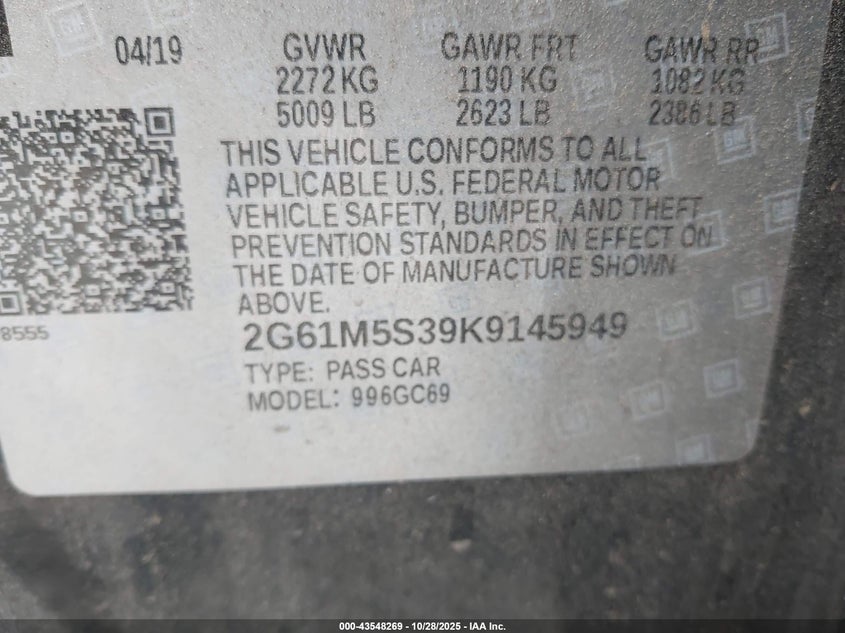 04/19 GVWR GAWR FRT GAWR RR
2272 KG 1190 KG 1082 KG
5009 LB 2623 LB 2386 LB
THIS VEHICLE CONFORMS TO ALL
APPLICABLE U.S. FEDERAL MOTOR
VEHICLE SAFETY, BUMPER, AND THEFT
PREVENTION STANDARDS IN EFFECT ON
THE DATE OF MANUFACTURE SHOWN
ABOVE.
8555
2G61M5S39K9145949
TYPE: PASS CAR
MODEL: 996GC69
000-43548269 | 10/28/2025 - IAA Inc.